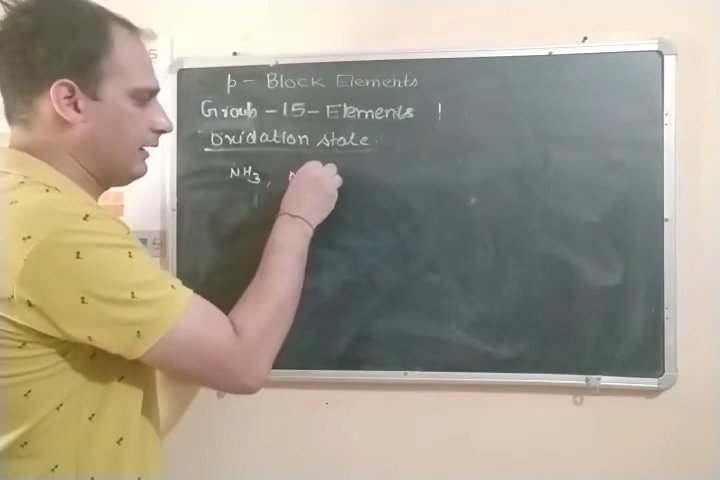 p - Block Elements
Group - 15 - Elements
Oxidation state
NH3,